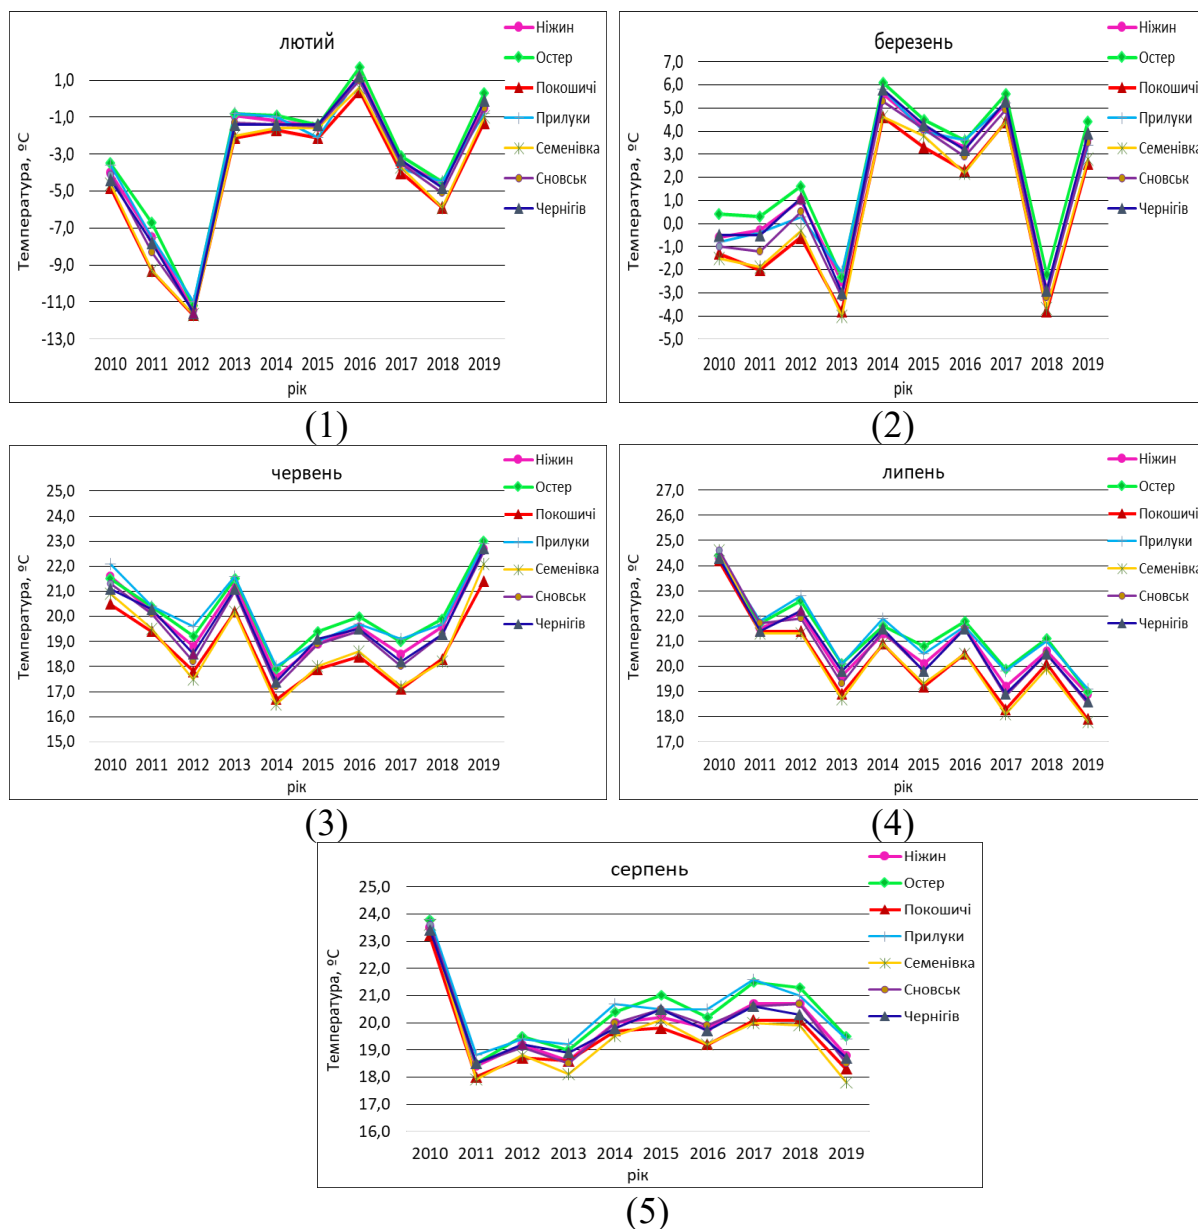 лютий
Температура, ºС
1,0
-1,0
-3,0
-5,0
-7,0
-9,0
-11,0
-13,0
2010 2011 2012 2013 2014 2015 2016 2017 2018 2019
рік
Ніжин
Остер
Покошичі
Прилуки
Семенівка
Сновськ
Чернігів
(1)
березень
Температура, ºС
7,0
6,0
5,0
4,0
3,0
2,0
1,0
0,0
-1,0
-2,0
-3,0
-4,0
-5,0
2010 2011 2012 2013 2014 2015 2016 2017 2018 2019
рік
Ніжин
Остер
Покошичі
Прилуки
Семенівка
Сновськ
Чернігів
(2)
червень
Температура, ºС
25,0
24,0
23,0
22,0
21,0
20,0
19,0
18,0
17,0
16,0
15,0
2010 2011 2012 2013 2014 2015 2016 2017 2018 2019
рік
Ніжин
Остер
Покошичі
Прилуки
Семенівка
Сновськ
Чернігів
(3)
липень
Температура, ºС
27,0
26,0
25,0
24,0
23,0
22,0
21,0
20,0
19,0
18,0
17,0
2010 2011 2012 2013 2014 2015 2016 2017 2018 2019
рік
Ніжин
Остер
Покошичі
Прилуки
Семенівка
Сновськ
Чернігів
(4)
серпень
Температура, ºС
25,0
24,0
23,0
22,0
21,0
20,0
19,0
18,0
17,0
16,0
2010 2011 2012 2013 2014 2015 2016 2017 2018 2019
рік
Ніжин
Остер
Покошичі
Прилуки
Семенівка
Сновськ
Чернігів
(5)